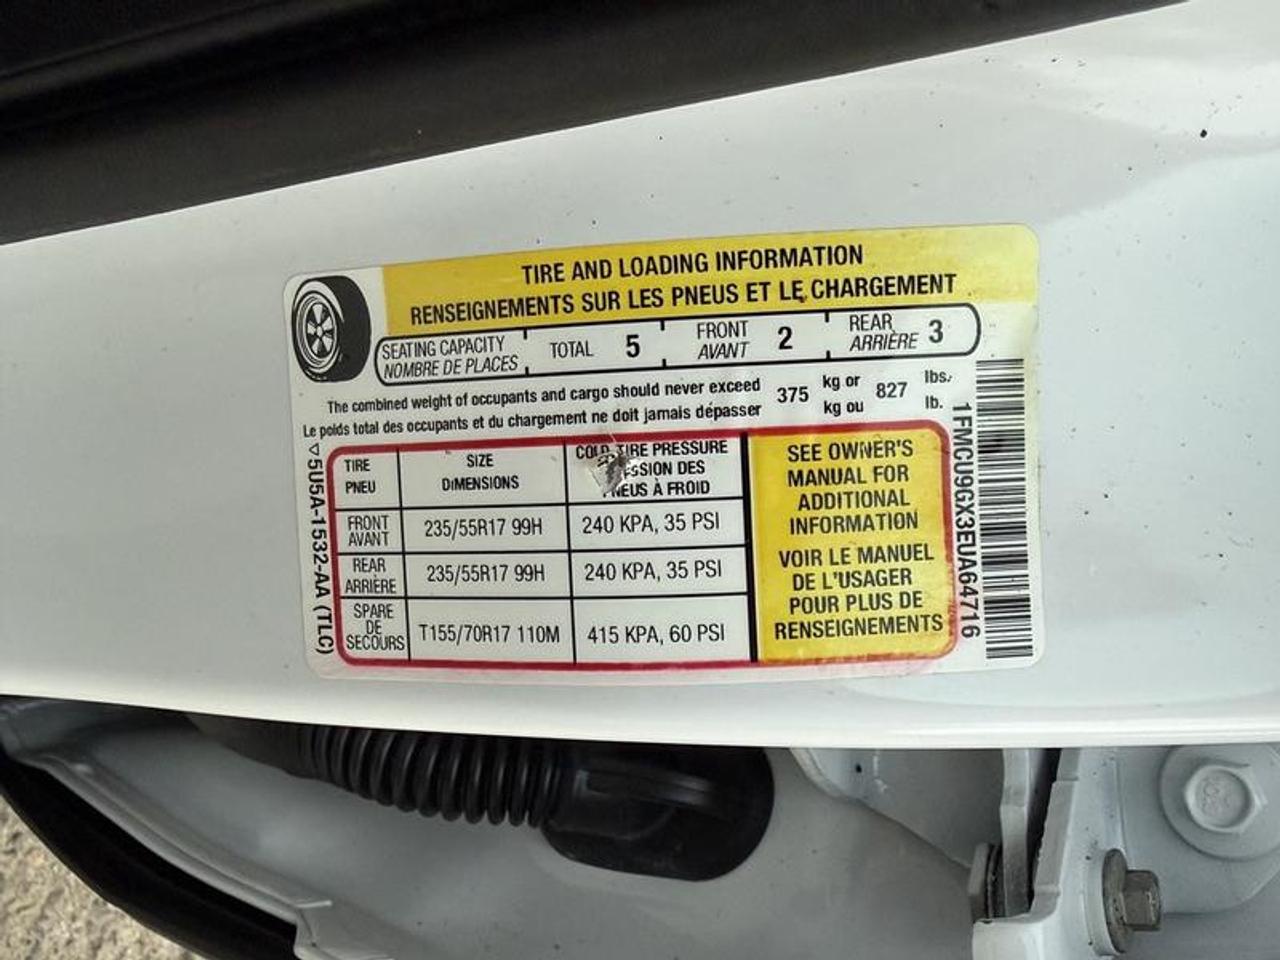 TIRE AND LOADING INFORMATION
RENSEIGNEMENTS SUR LES PNEUS ET LE CHARGEMENT
SEATING CAPACITY
NOMBRE DE PLACES
TOTAL 5
FRONT
AVANT
2
REAR
ARRIÈRE
3
The combined weight of occupants and cargo should never exceed
Le poids total des occupants et du chargement ne doit jamais dépasser
375
kg or
kg ou
827
lbs.
lb.
TIRE
PNEU
SIZE
DIMENSIONS
COLD TIRE PRESSURE
DES
À FROID
FRONT
AVANT
235/55R17 99H
240 KPA, 35 PSI
REAR
ARRIÈRE
235/55R17 99H
240 KPA, 35 PSI
SPARE
DE
SECOURS
T155/70R17 110M
415 KPA, 60 PSI
SEE OWNER'S
MANUAL FOR
ADDITIONAL
INFORMATION
VOIR LE MANUEL
DE L'USAGER
POUR PLUS DE
RENSEIGNEMENTS
▽5U5A-1532-AA (TLC)
1FMCU9GX3EUA64716